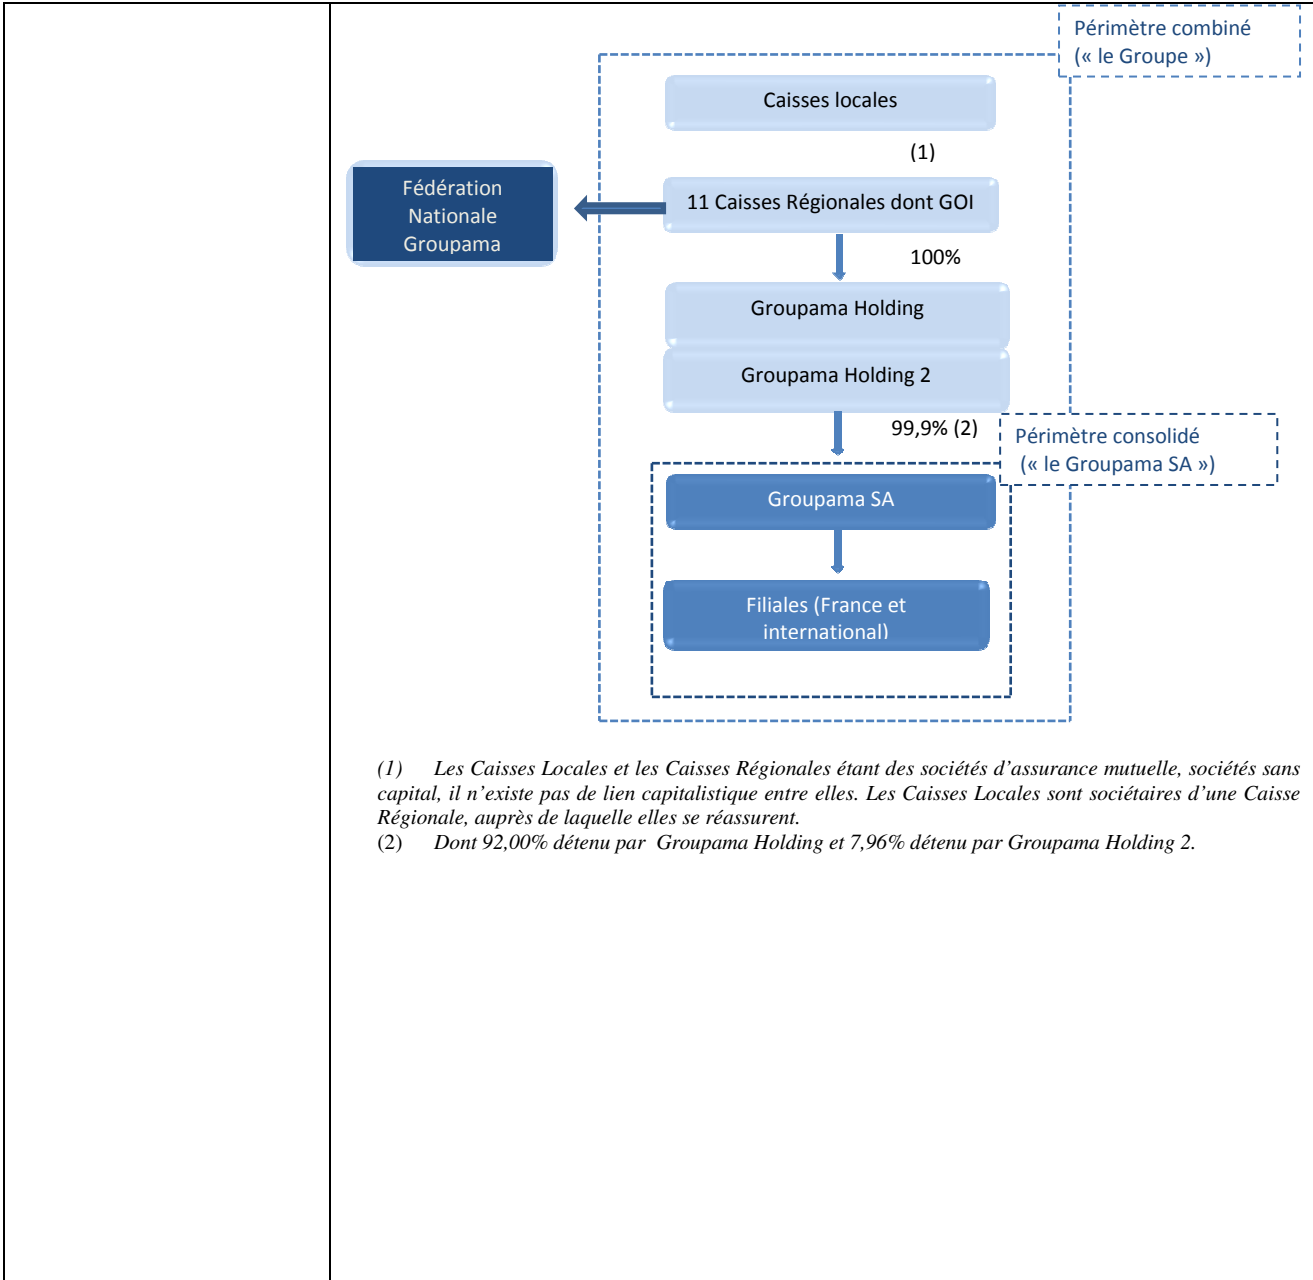 Périmètre combiné
(« le Groupe »)
Caisses locales
(1)
Fédération
Nationale
Groupama
11 Caisses Régionales dont GOI
100%
Groupama Holding
Groupama Holding 2
99,9% (2)
Périmètre consolidé
(« le Groupama SA »)
Groupama SA
Filiales (France et
international)
(1) Les Caisses Locales et les Caisses Régionales étant des sociétés d’assurance mutuelle, sociétés sans
capital, il n’existe pas de lien capitalistique entre elles. Les Caisses Locales sont sociétaires d’une Caisse
Régionale, auprès de laquelle elles se réassurent.
(2) Dont 92,00% détenu par Groupama Holding et 7,96% détenu par Groupama Holding 2.